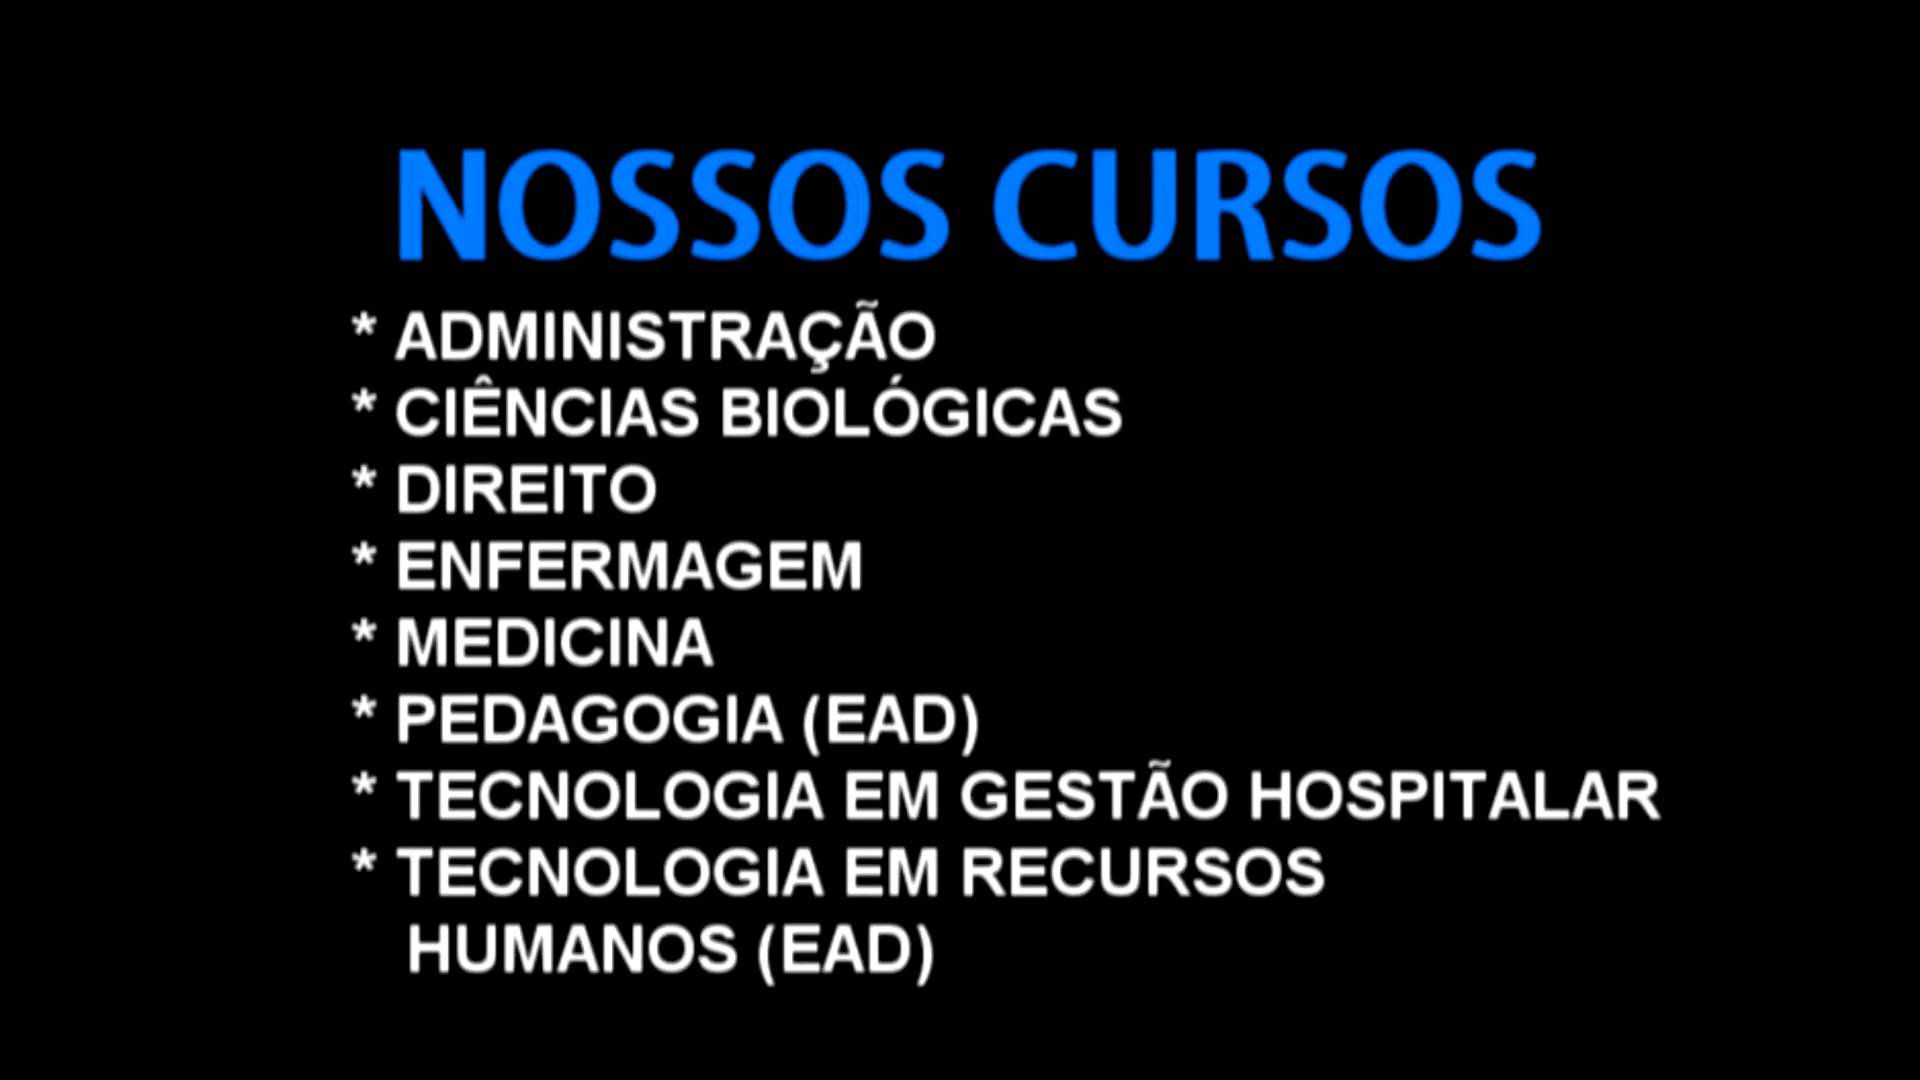 NOSSOS CURSOS
* ADMINISTRAÇÃO
* CIÊNCIAS BIOLÓGICAS
* DIREITO
* ENFERMAGEM
* MEDICINA
* PEDAGOGIA (EAD)
* TECNOLOGIA EM GESTÃO HOSPITALAR
* TECNOLOGIA EM RECURSOS
HUMANOS (EAD)